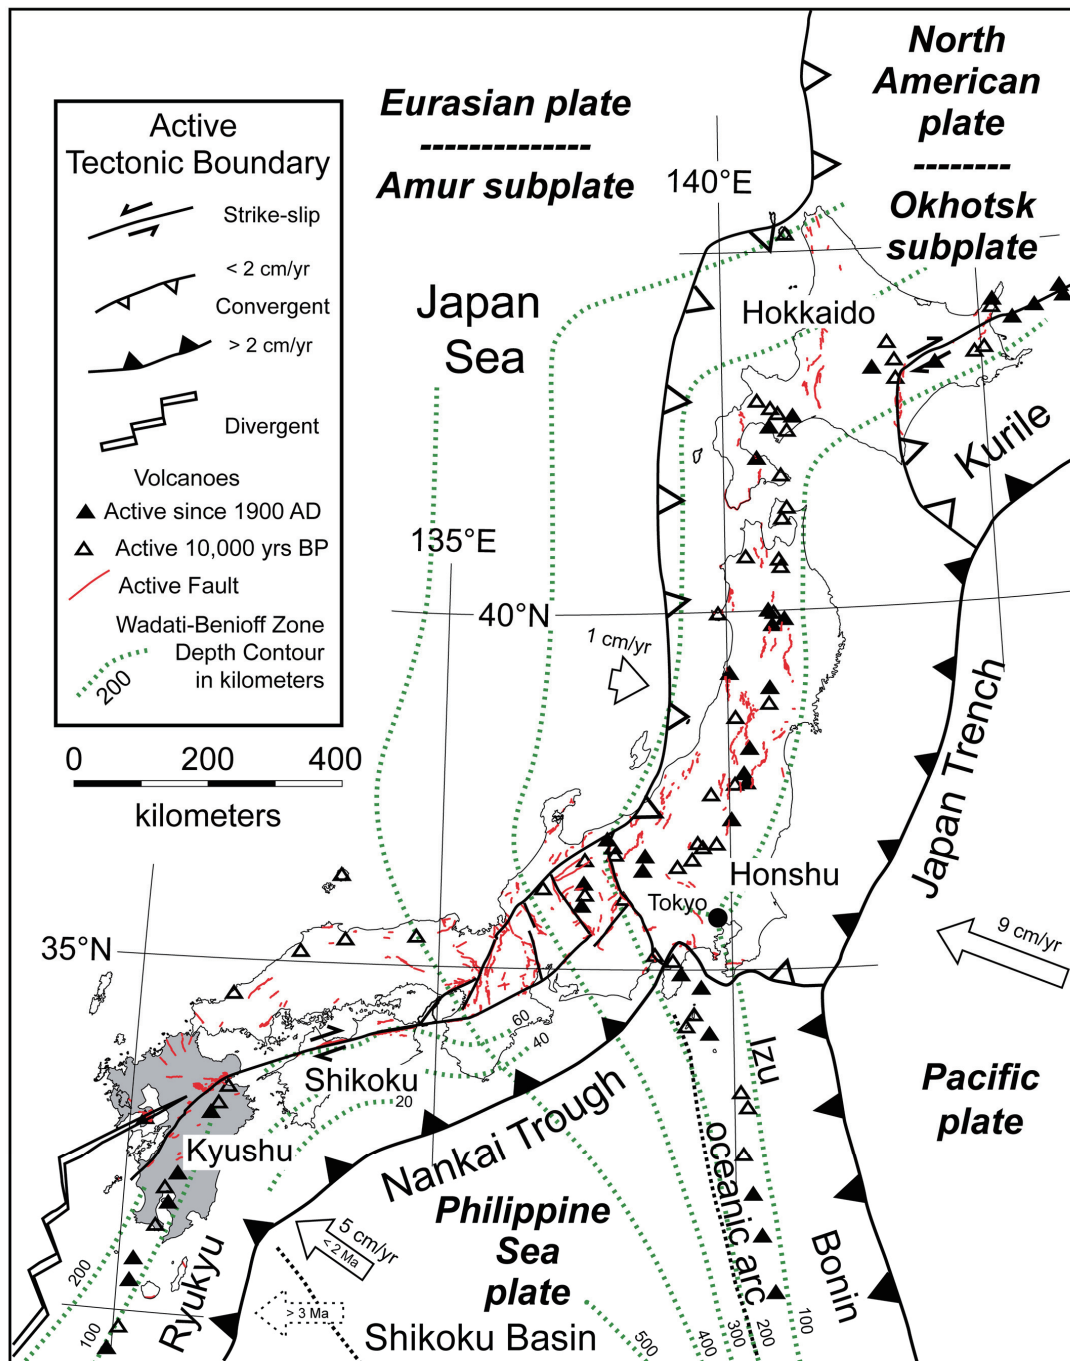 North
American
plate
--------
Okhotsk
subplate
Eurasian plate
--------------
Amur subplate
140°E
Active
Tectonic Boundary
Strike-slip
< 2 cm/yr
Convergent
> 2 cm/yr
Divergent
Volcanoes
Active since 1900 AD
Active 10,000 yrs BP
Active Fault
Wadati-Benioff Zone
Depth Contour
in kilometers
200
Japan
Sea
Hokkaido
Kurile
135°E
40°N
1 cm/yr
0 200 400
kilometers
Japan Trench
Honshu
Tokyo
9 cm/yr
35°N
60
40
20
Shikoku
Izu
Bonin
oceanic arc
Pacific
plate
Kyushu
Nankai Trough
Philippine
Sea
plate
5 cm/yr
< 2 Ma
> 3 Ma
Shikoku Basin
Ryukyu
200
100
500
400
300
200
100